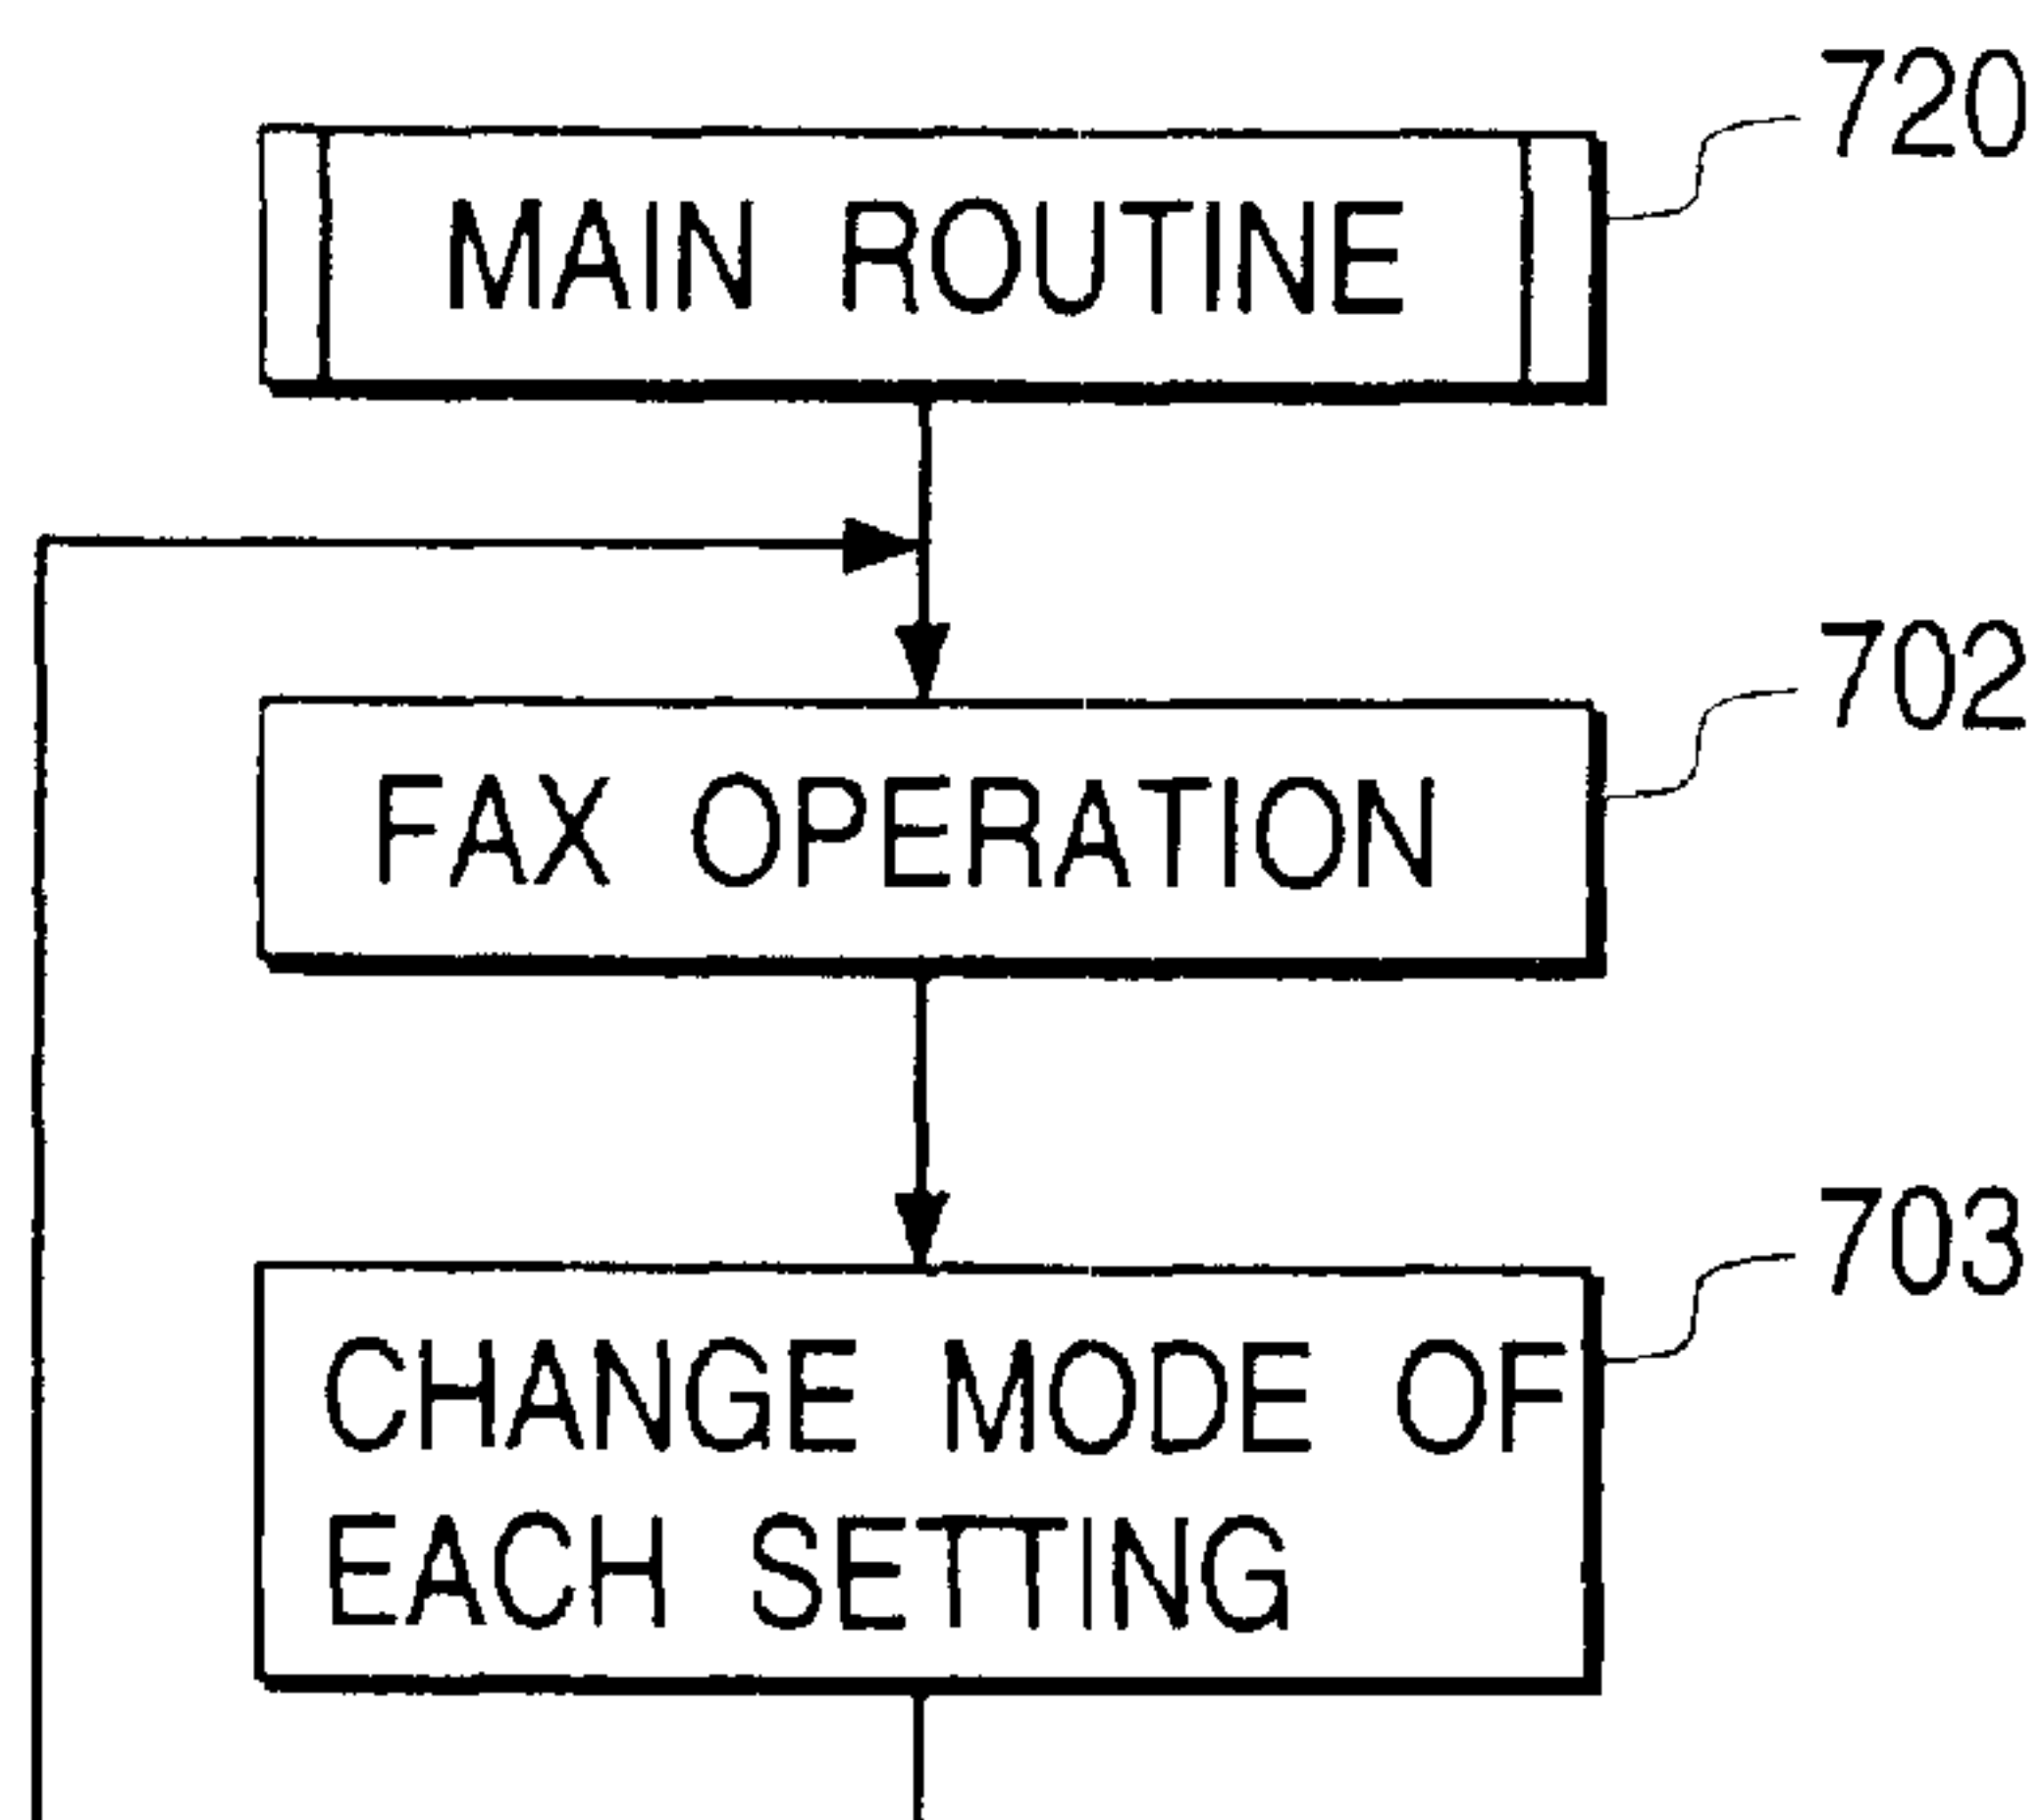 720
MAIN ROUTINE
702
FAX OPERATION
703
CHANGE MODE OF
EACH SETTING